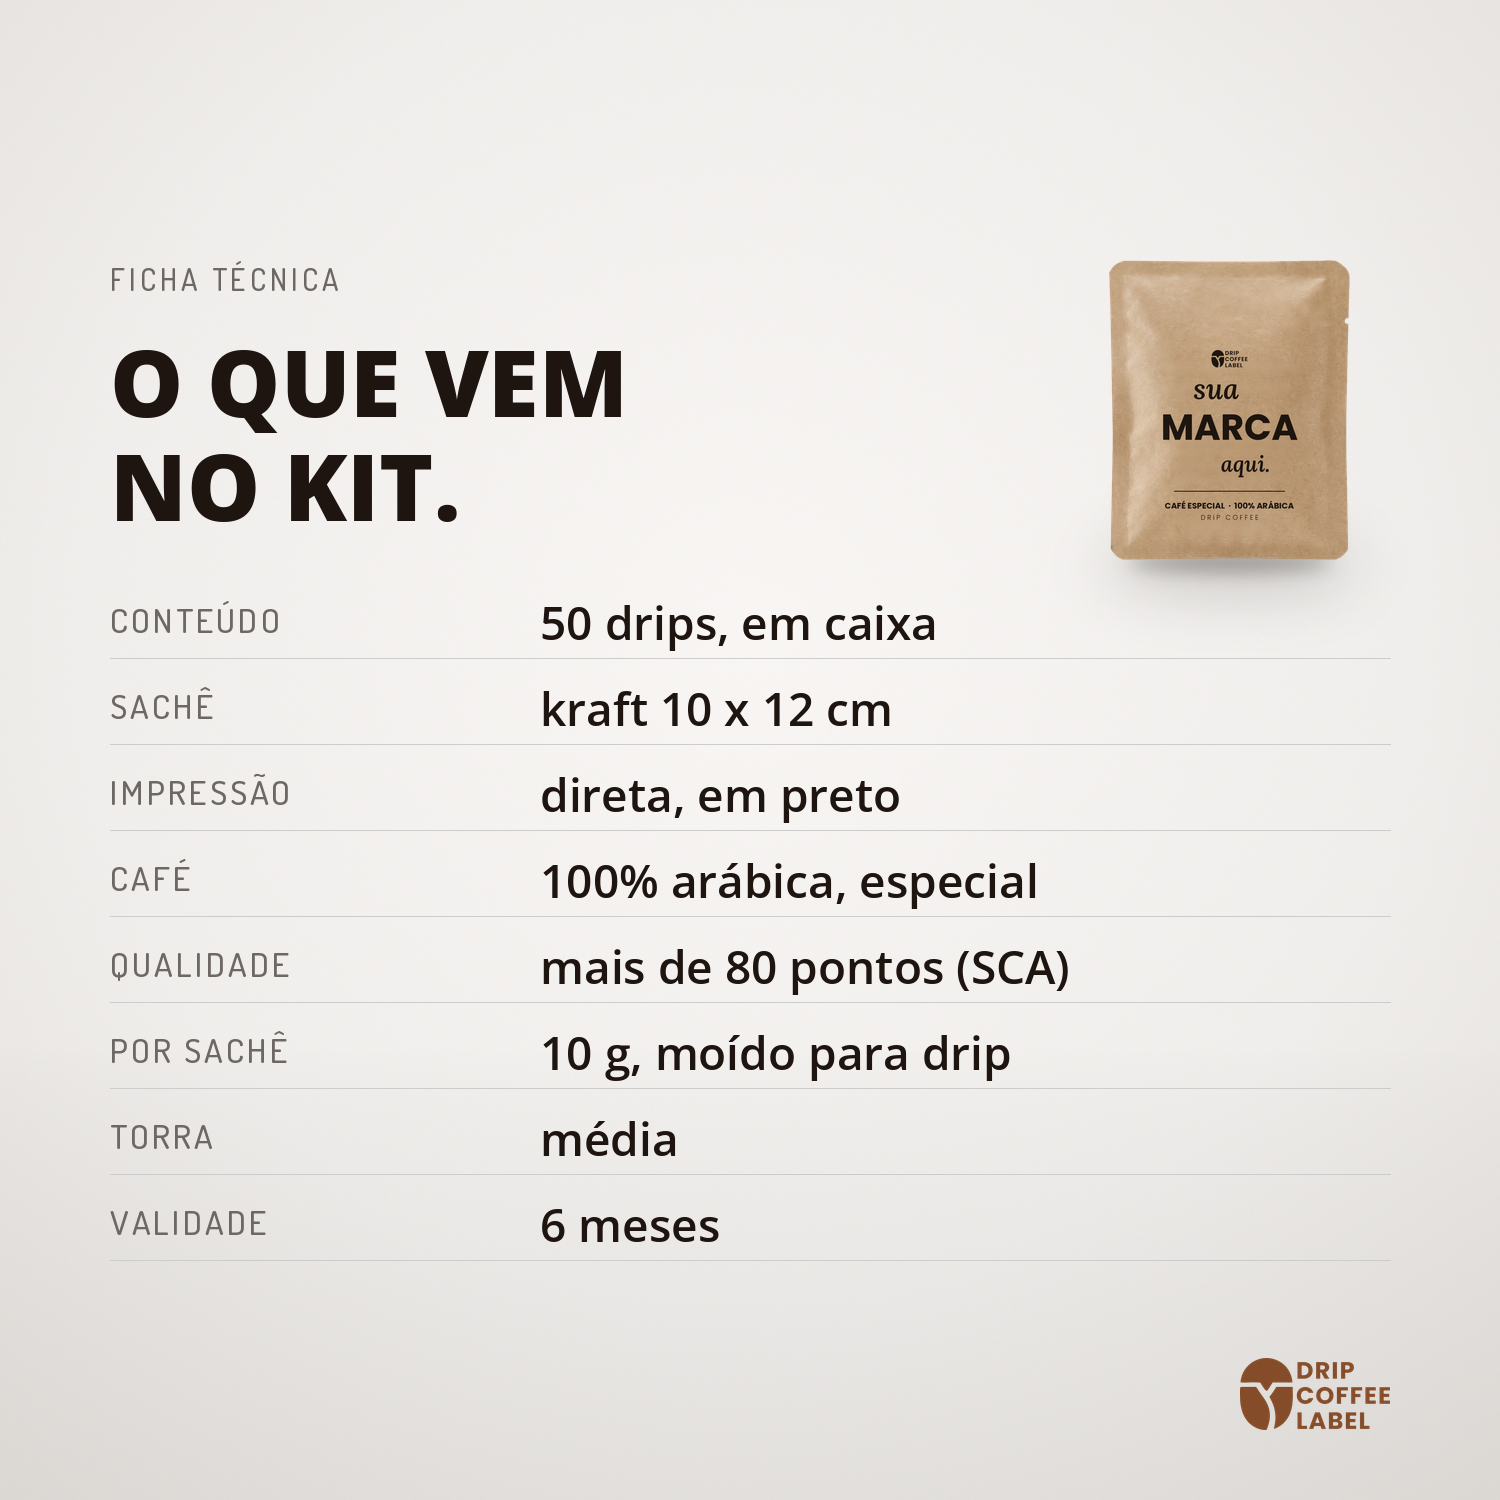 FICHA TÉCNICA
O QUE VEM
NO KIT.
DRIP
COFFEE
LABEL
sua
MARCA
aqui.
CAFÉ ESPECIAL · 100% ARÁBICA
DRIP COFFEE
CONTEÚDO 50 drips, em caixa
SACHÊ kraft 10 x 12 cm
IMPRESSÃO direta, em preto
CAFÉ 100% arábica, especial
QUALIDADE mais de 80 pontos (SCA)
POR SACHÊ 10 g, moído para drip
TORRA média
VALIDADE 6 meses
DRIP
COFFEE
LABEL